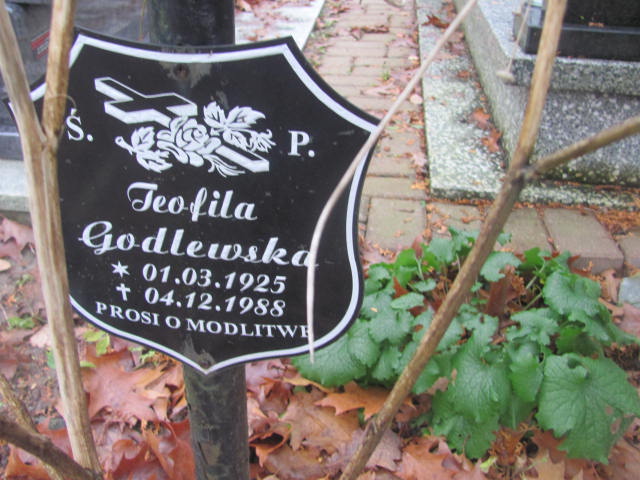 Ś. P.
Teofila
Godlewska
* 01.03.1925
✝ 04.12.1988
PROSI O MODLITWĘ